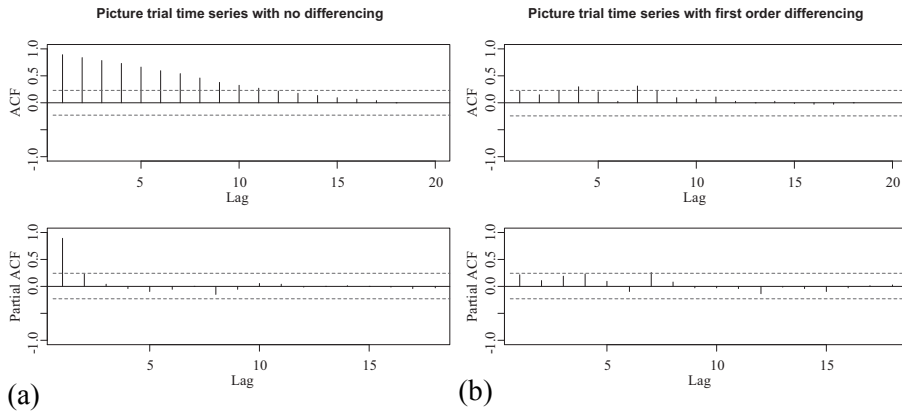 Picture trial time series with no differencing
ACF
-1.0 0.0 0.5 1.0
5 10 15 20
Lag
Partial ACF
-1.0 0.0 0.5 1.0
5 10 15
Lag
(a)
Picture trial time series with first order differencing
ACF
-1.0 0.0 0.5 1.0
5 10 15 20
Lag
Partial ACF
-1.0 0.0 0.5 1.0
5 10 15
Lag
(b)